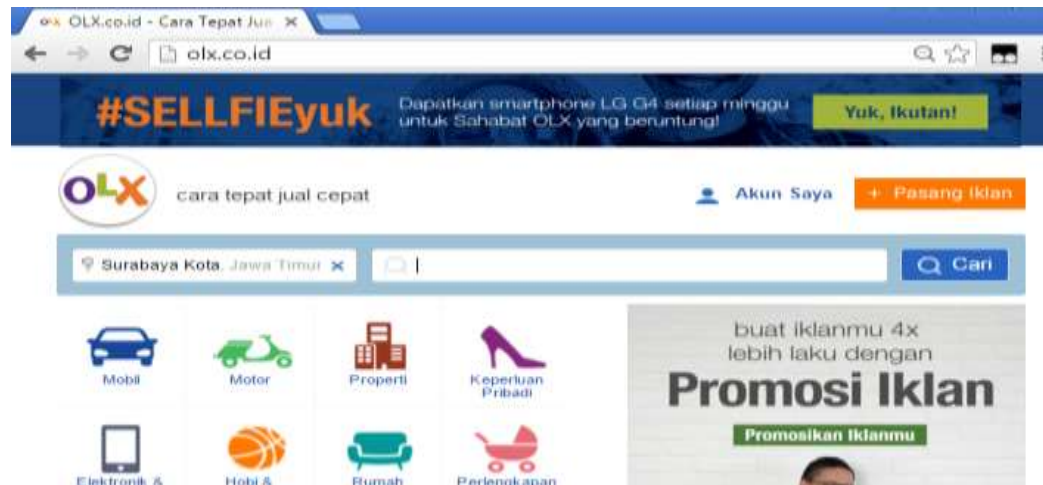 OLX.co.id - Cara Tepat Jua
olx.co.id
#SELLFIEyuk
Dapatkan smartphone LG G4 setiap minggu
untuk Sahabat OLX yang beruntung!
Yuk, Ikutan!
OLX
cara tepat jual cepat
Akun Saya
+ Pasang Iklan
Surabaya Kota, Jawa Timur
Cari
Mobil
Motor
Properti
Keperluan
Pribadi
buat iklanmu 4x
lebih laku dengan
Promosi Iklan
Promosikan Iklanmu
Elektronik &
Hobi &
Rumah
Perlengkapan